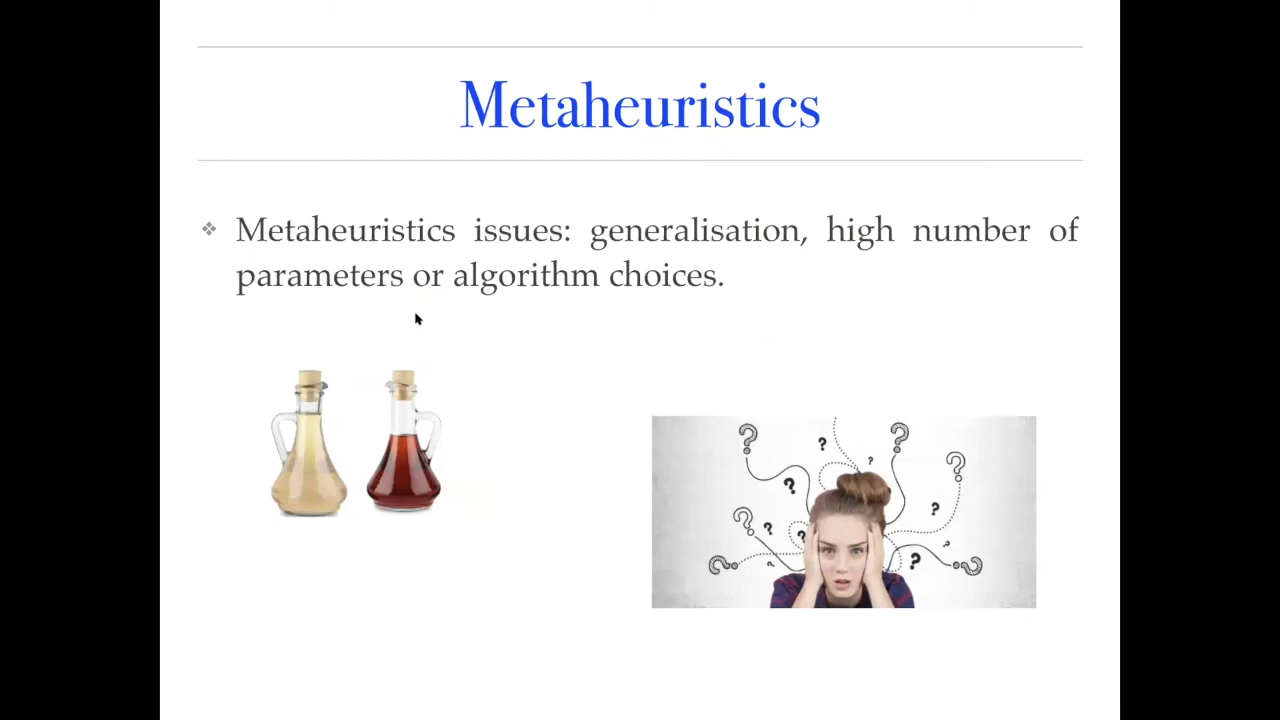 Metaheuristics
Metaheuristics issues: generalisation, high number of
parameters or algorithm choices.